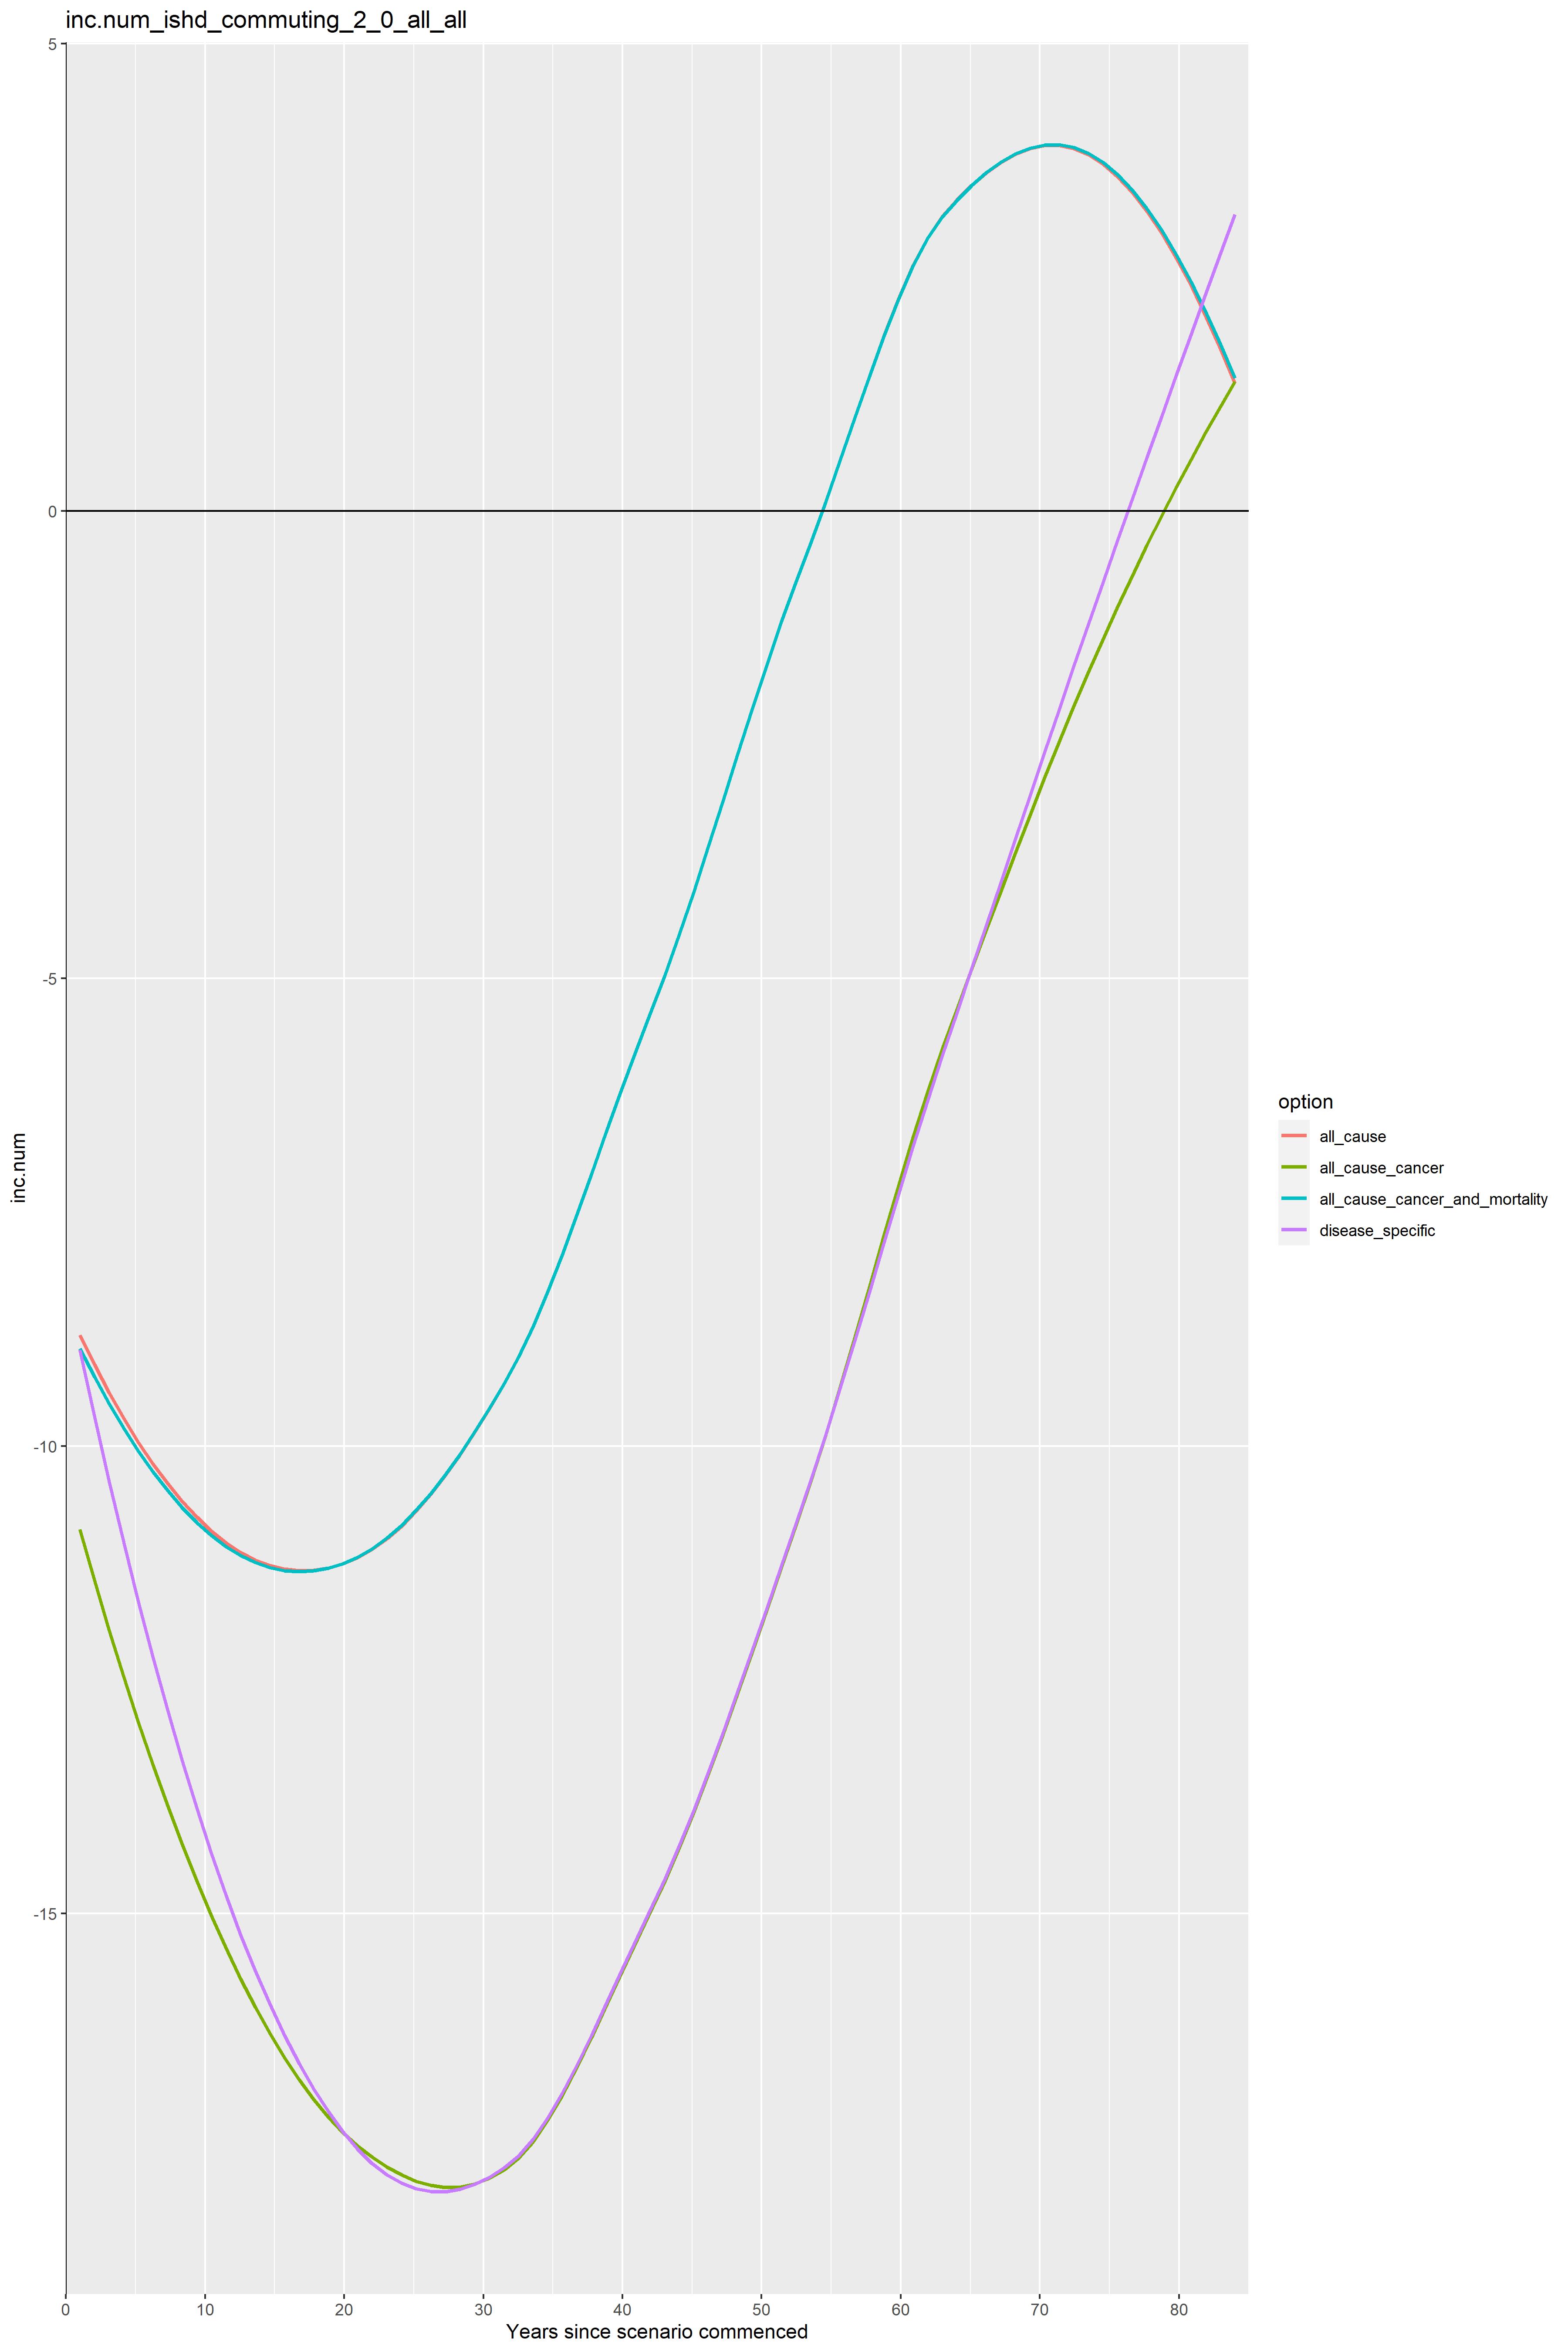 inc.num_ishd_commuting_2_0_all_all
5
0
-5
-10
-15
inc.num
0 10 20 30 40 50 60 70 80
Years since scenario commenced
option
all_cause
all_cause_cancer
all_cause_cancer_and_mortality
disease_specific